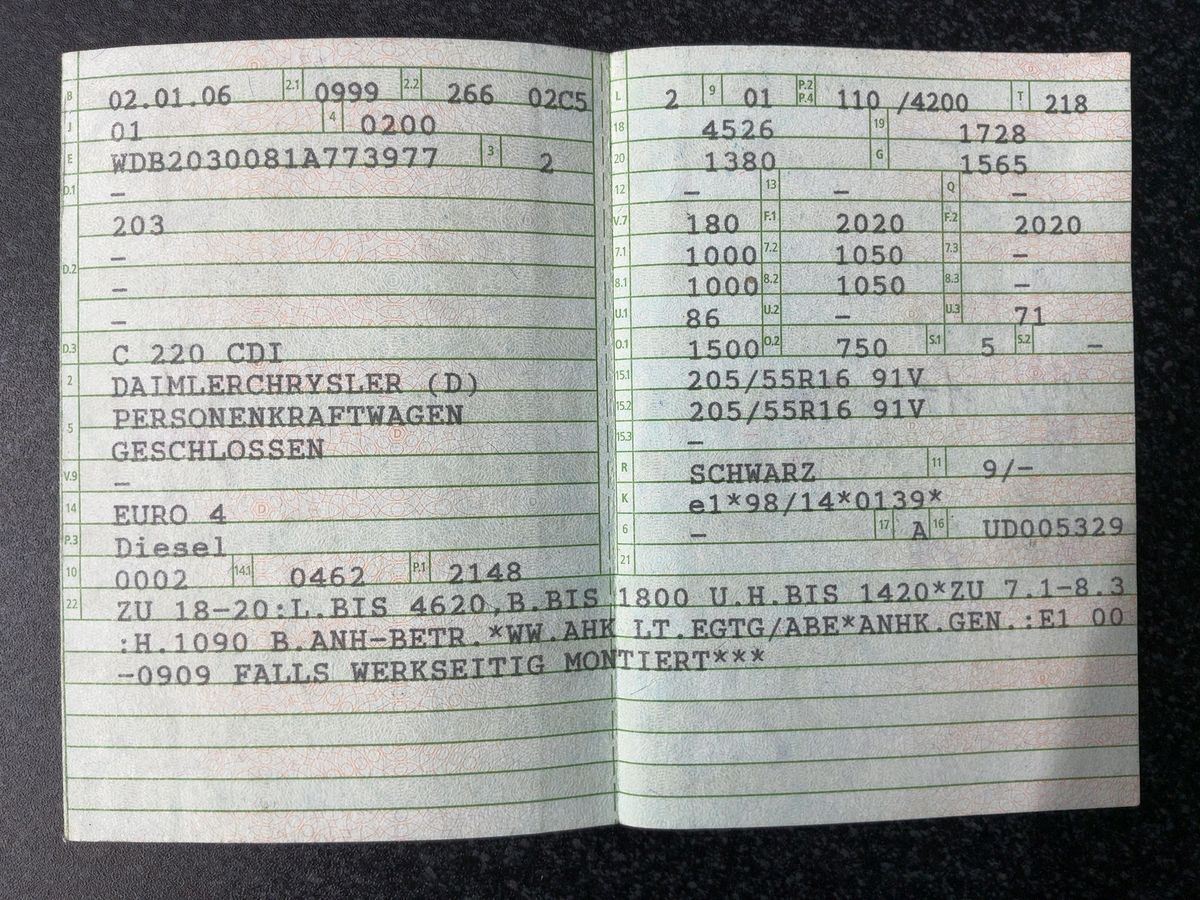 B 02.01.06 2.1 0999 2.2 266 02C5
J 01 4 0200
E WDB2030081A773977 3 2
D.1 –
203
–
D.2 –
–
D.3 C 220 CDI
2 DAIMLERCHRYSLER (D)
5 PERSONENKRAFTWAGEN
GESCHLOSSEN
V.9 –
14 EURO 4
P.3 Diesel
10 0002 14.1 0462 P.1 2148
L 2 9 01 P.2 P.4 110 /4200 T 218
18 4526 19 1728
20 1380 G 1565
12 – 13 – Q –
V.7 180 F.1 2020 F.2 2020
7.1 1000 7.2 1050 7.3 –
8.1 1000 8.2 1050 8.3 –
U.1 86 U.2 – U.3 71
O.1 1500 O.2 750 S.1 5 S.2 –
15.1 205/55R16 91V
15.2 205/55R16 91V
15.3 –
R SCHWARZ 11 9/–
K e1*98/14*0139*
6 – 17 A 16 UD005329
21
22 ZU 18-20:L.BIS 4620,B.BIS 1800 U.H.BIS 1420*ZU 7.1-8.3
:H.1090 B.ANH-BETR.*WW.AHK LT.EGTG/ABE*ANHK.GEN.:E1 00
-0909 FALLS WERKSEITIG MONTIERT***